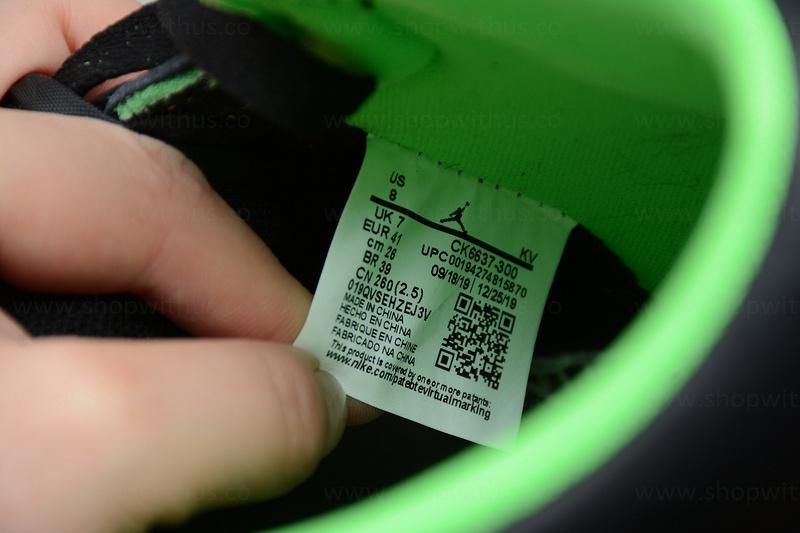 US
8
UK 7
EUR 41
cm 26
BR 39
CN 260 (2.5)
019QVSEHZEJ3V
KV
CK6637-300
UPC 00194274815870
09/18/19 | 12/25/19
MADE IN CHINA
HECHO EN CHINA
FABRIQUE EN CHINE
FABRICADO NA CHINA
This product is covered by one or more patents:
www.nike.com/patebtevirtualmarking
www.shopwithus.co